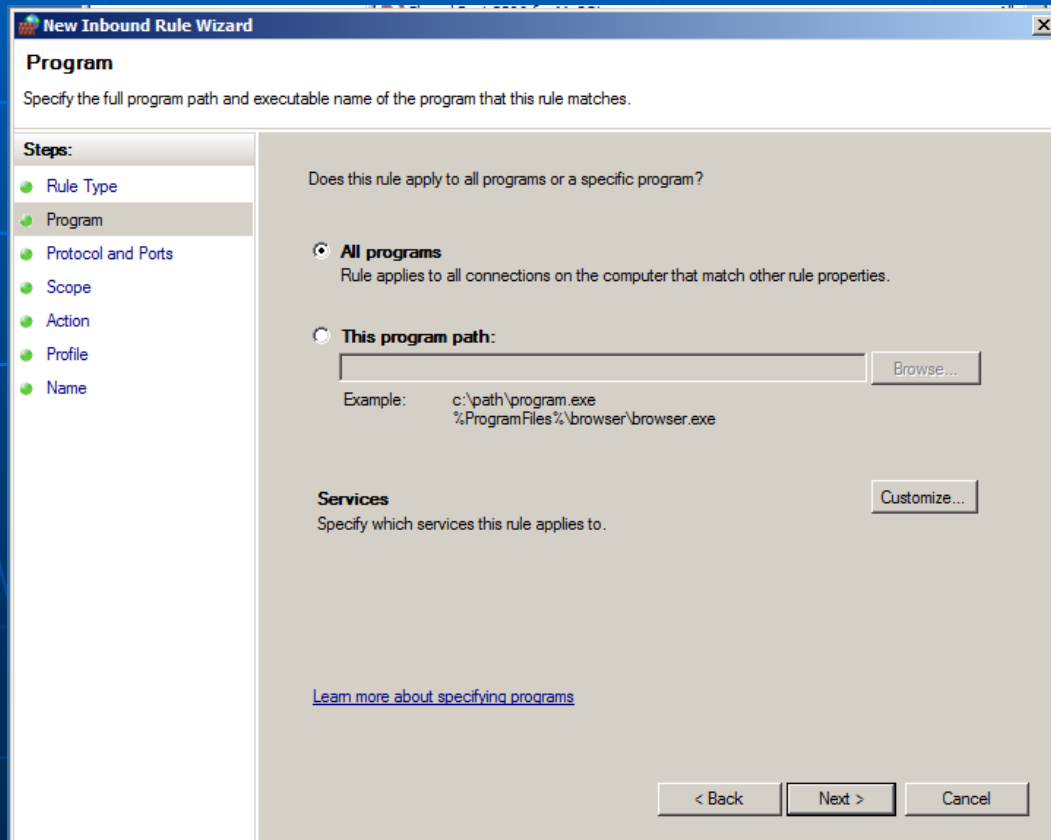 New Inbound Rule Wizard
Program
Specify the full program path and executable name of the program that this rule matches.
Steps:
Rule Type
Program
Protocol and Ports
Scope
Action
Profile
Name
Does this rule apply to all programs or a specific program?
All programs
Rule applies to all connections on the computer that match other rule properties.
This program path:
Browse...
Example: c:\path\program.exe
%ProgramFiles%\browser\browser.exe
Services
Customize...
Specify which services this rule applies to.
Learn more about specifying programs
< Back Next > Cancel